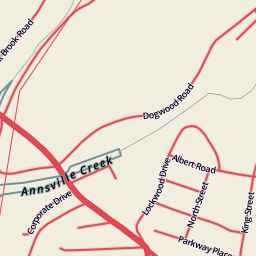 Brook Road
Dogwood Road
Annsville Creek
Albert Road
Lockwood Drive
North Street
King Street
Corporate Drive
Parkway Place